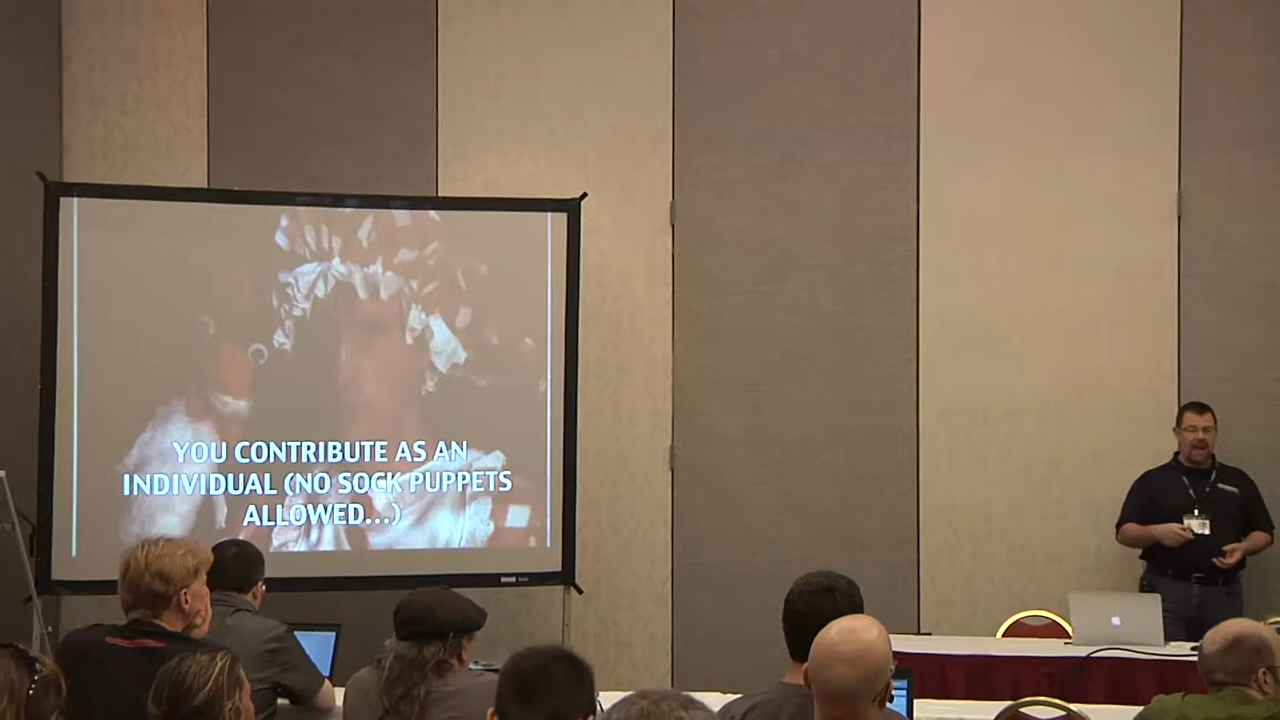 YOU CONTRIBUTE AS AN
INDIVIDUAL (NO SOCK PUPPETS
ALLOWED...)